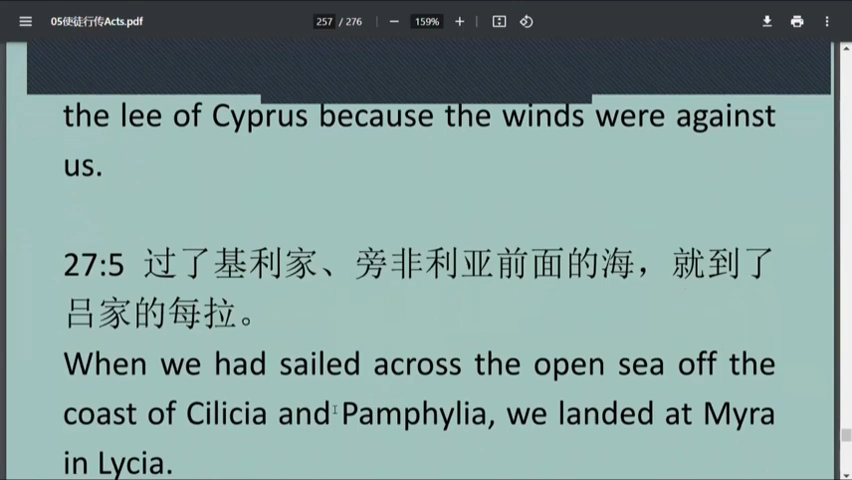 05使徒行传Acts.pdf
257 / 276
159%
the lee of Cyprus because the winds were against
us.
27:5 过了基利家、旁非利亚前面的海，就到了
吕家的每拉。
When we had sailed across the open sea off the
coast of Cilicia and Pamphylia, we landed at Myra
in Lycia.